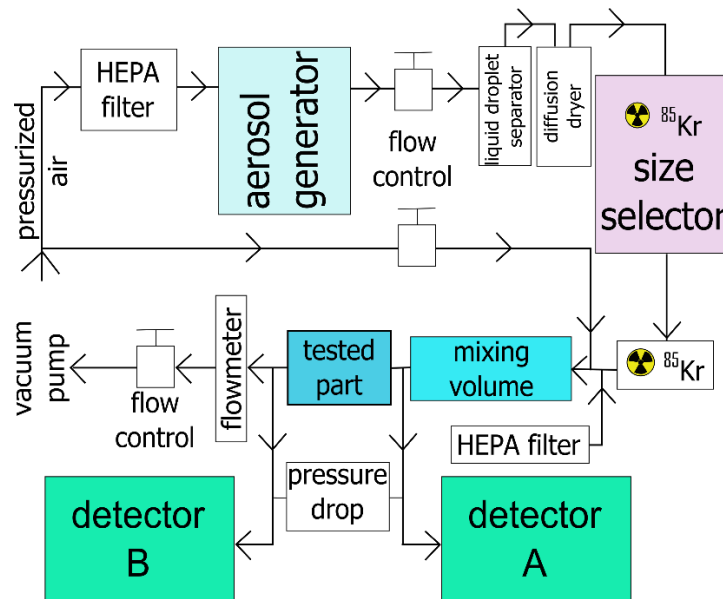 HEPA
filter
aerosol
generator
flow
control
liquid droplet
separator
diffusion
dryer
85Kr
size
selector
pressurized
air
vacuum
pump
flow
control
flowmeter
tested
part
mixing
volume
85Kr
HEPA filter
pressure
drop
detector
B
detector
A